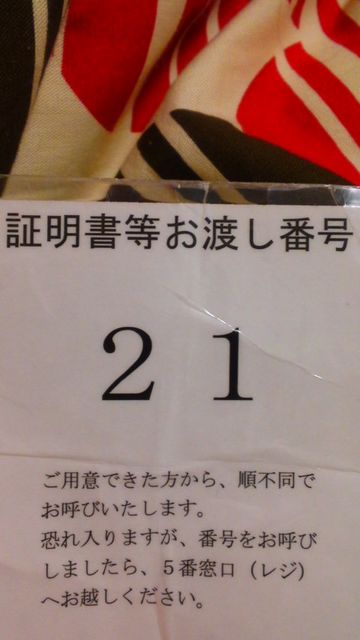 証明書等お渡し番号
２１
ご用意できた方から、順不同で
お呼びいたします。
恐れ入りますが、番号をお呼び
しましたら、５番窓口（レジ）
へお越しください。